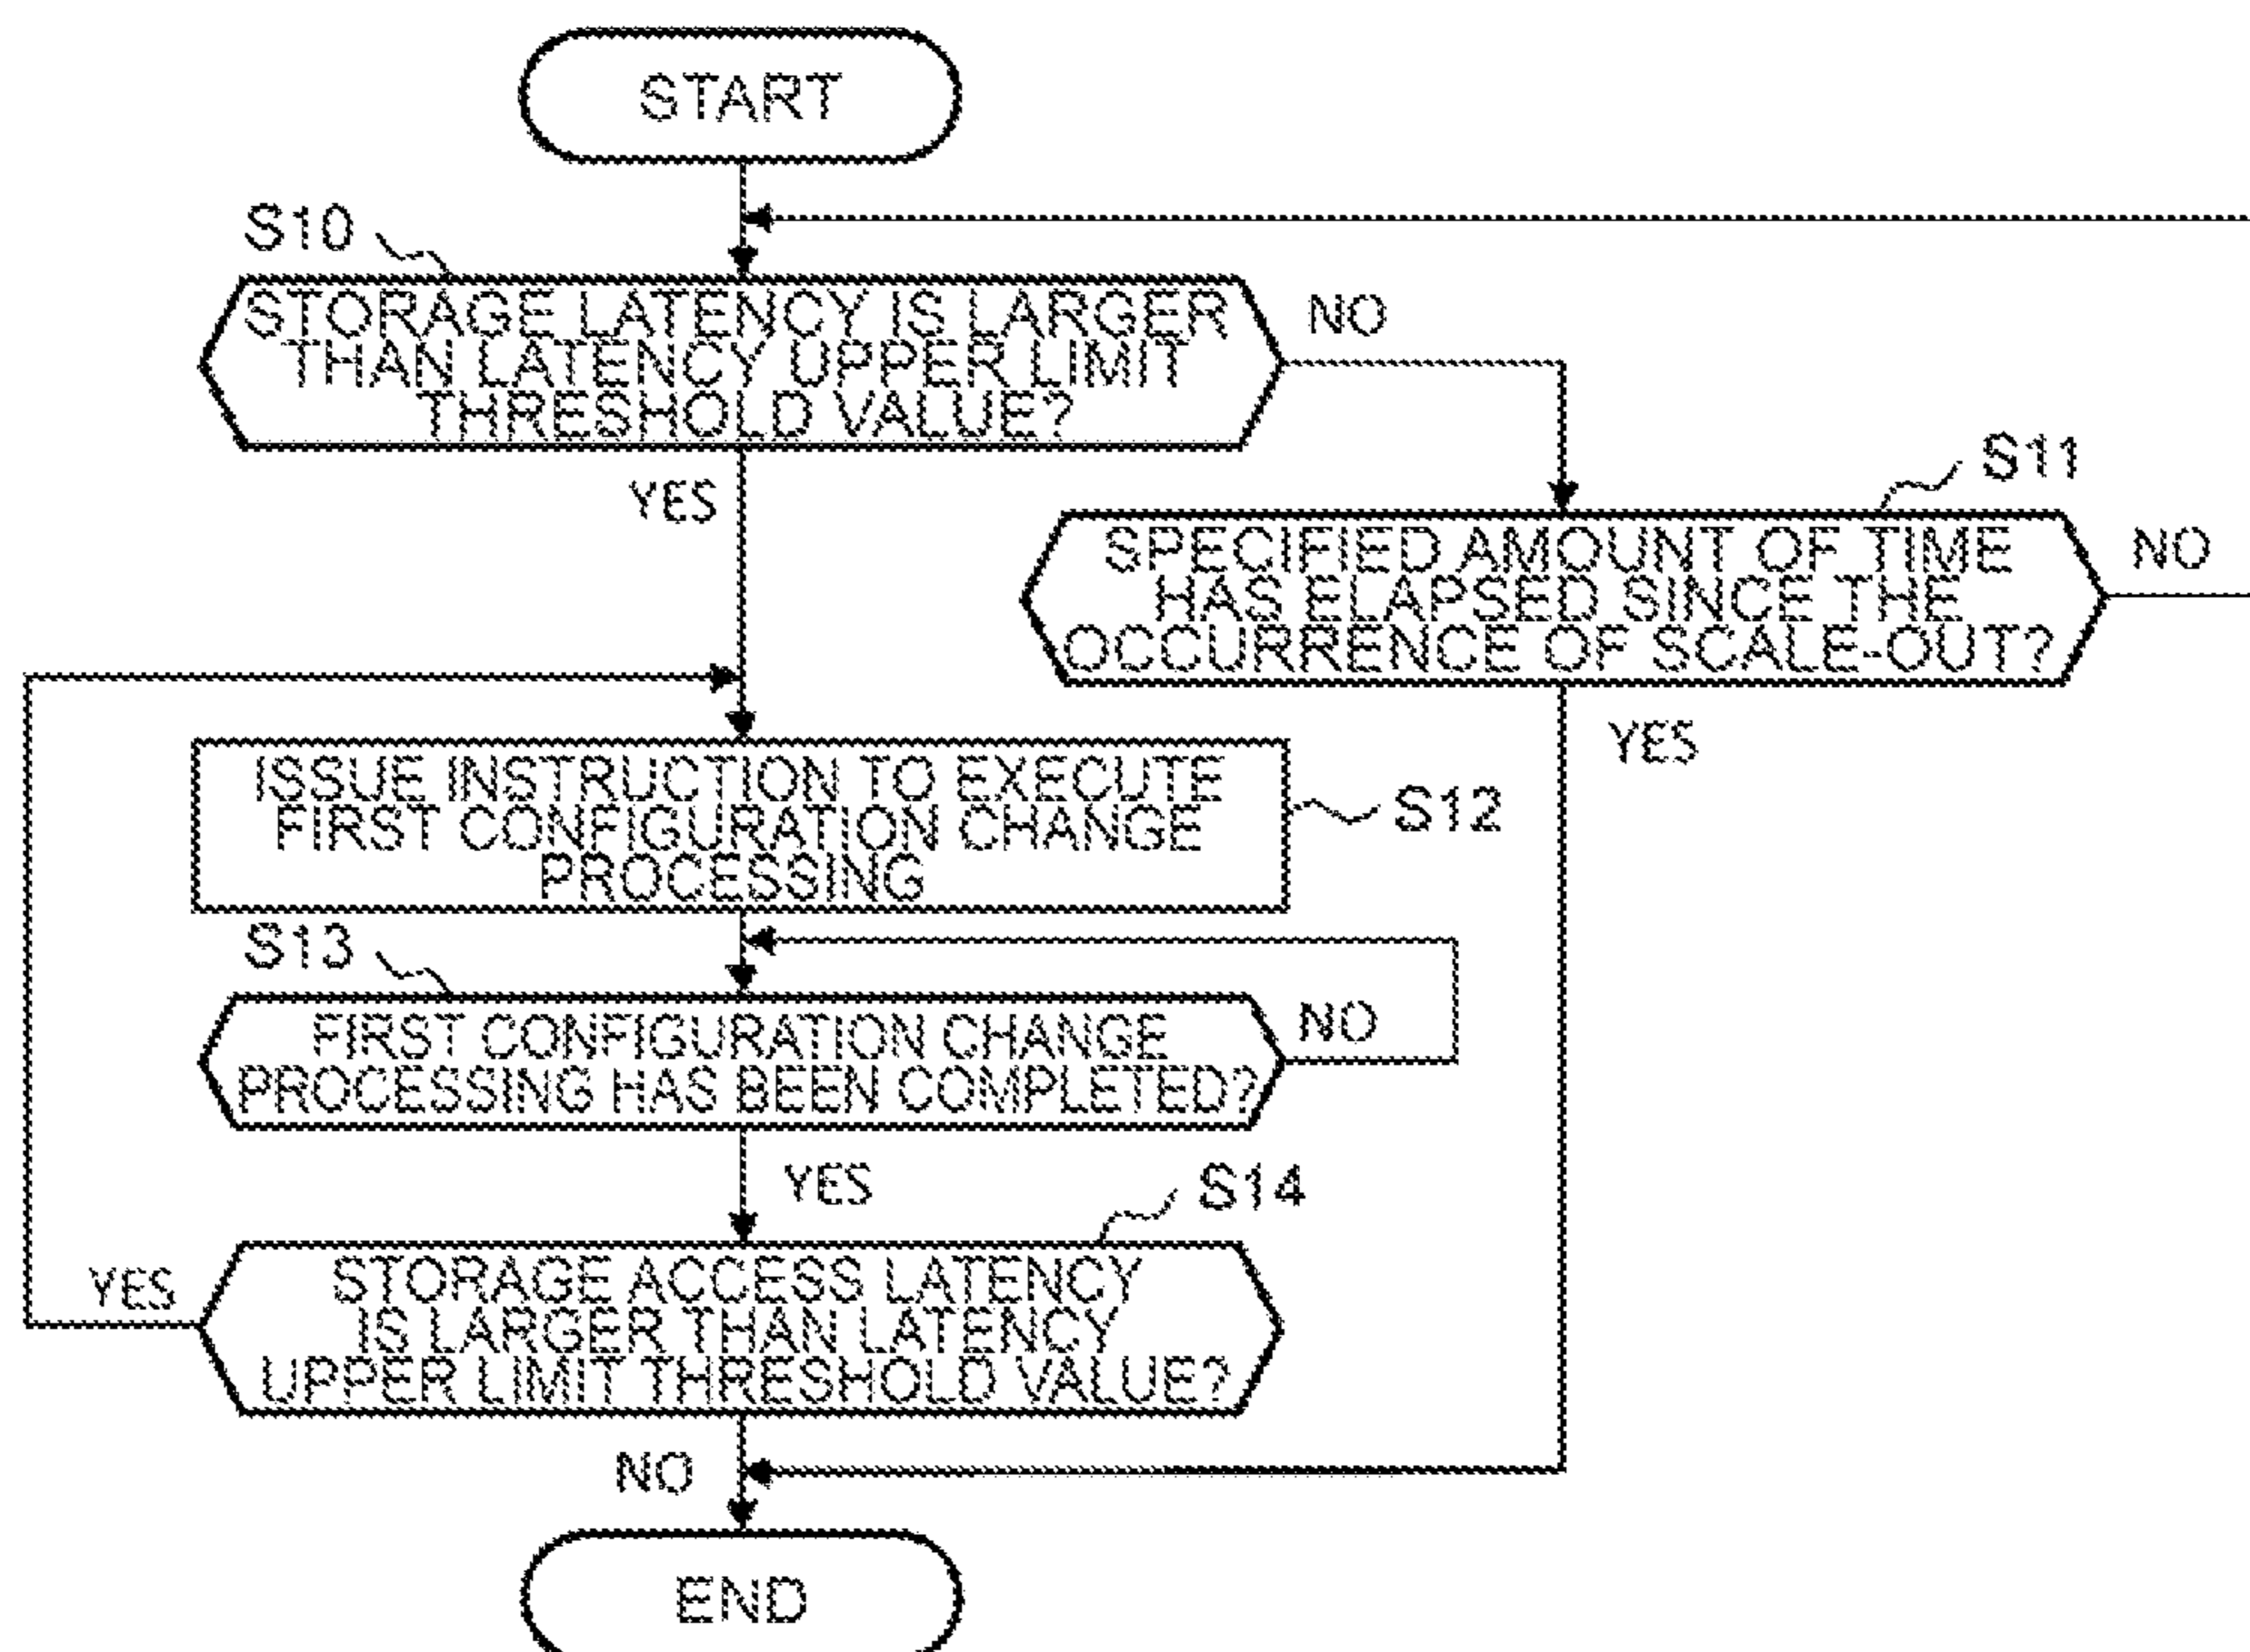 START
S10
STORAGE LATENCY IS LARGER
THAN LATENCY UPPER LIMIT
THRESHOLD VALUE?
NO
YES
S11
SPECIFIED AMOUNT OF TIME
HAS ELAPSED SINCE THE
OCCURRENCE OF SCALE-OUT?
NO
YES
ISSUE INSTRUCTION TO EXECUTE
FIRST CONFIGURATION CHANGE
PROCESSING
S12
S13
FIRST CONFIGURATION CHANGE
PROCESSING HAS BEEN COMPLETED?
NO
YES
S14
STORAGE ACCESS LATENCY
IS LARGER THAN LATENCY
UPPER LIMIT THRESHOLD VALUE?
YES
NO
END